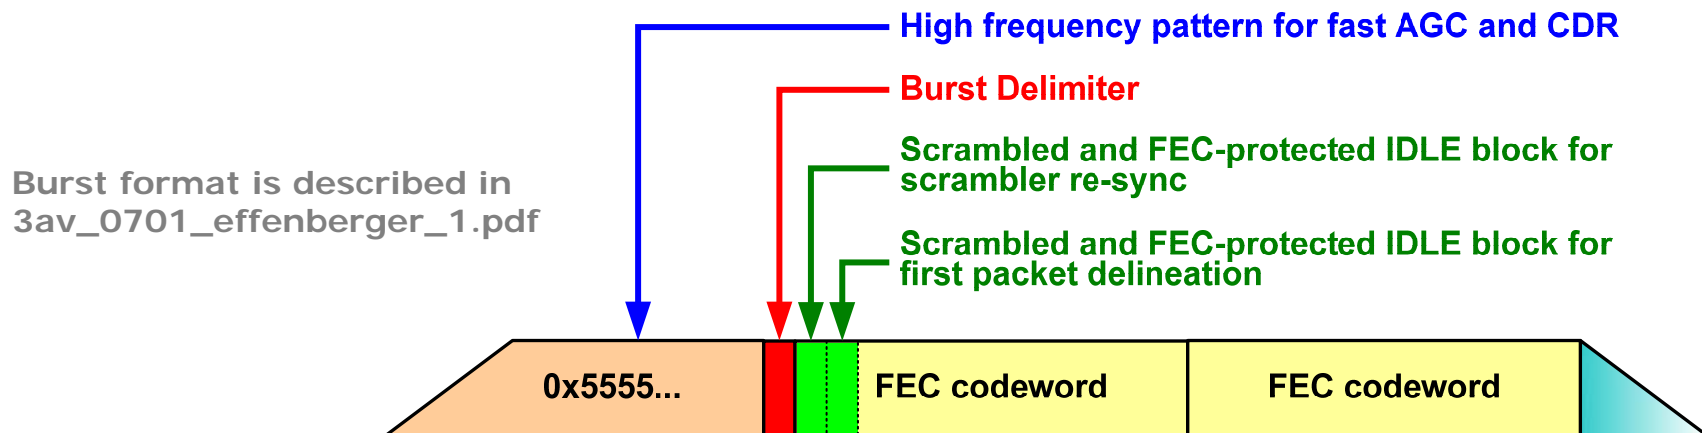 High frequency pattern for fast AGC and CDR
Burst Delimiter
Scrambled and FEC-protected IDLE block for
scrambler re-sync
Burst format is described in
3av_0701_effenberger_1.pdf
Scrambled and FEC-protected IDLE block for
first packet delineation
0x5555...
FEC codeword
FEC codeword